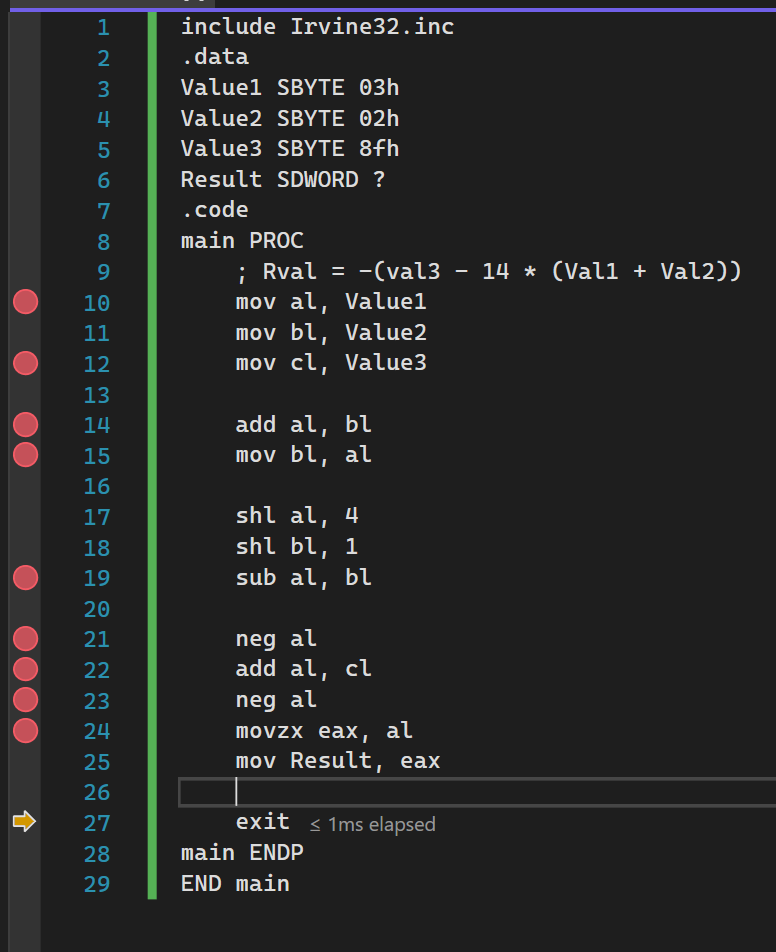 1 include Irvine32.inc
2 .data
3 Value1 SBYTE 03h
4 Value2 SBYTE 02h
5 Value3 SBYTE 8fh
6 Result SDWORD ?
7 .code
8 main PROC
9 ; Rval = -(val3 - 14 * (Val1 + Val2))
10 mov al, Value1
11 mov bl, Value2
12 mov cl, Value3
13
14 add al, bl
15 mov bl, al
16
17 shl al, 4
18 shl bl, 1
19 sub al, bl
20
21 neg al
22 add al, cl
23 neg al
24 movzx eax, al
25 mov Result, eax
26
27 exit ≤ 1ms elapsed
28 main ENDP
29 END main